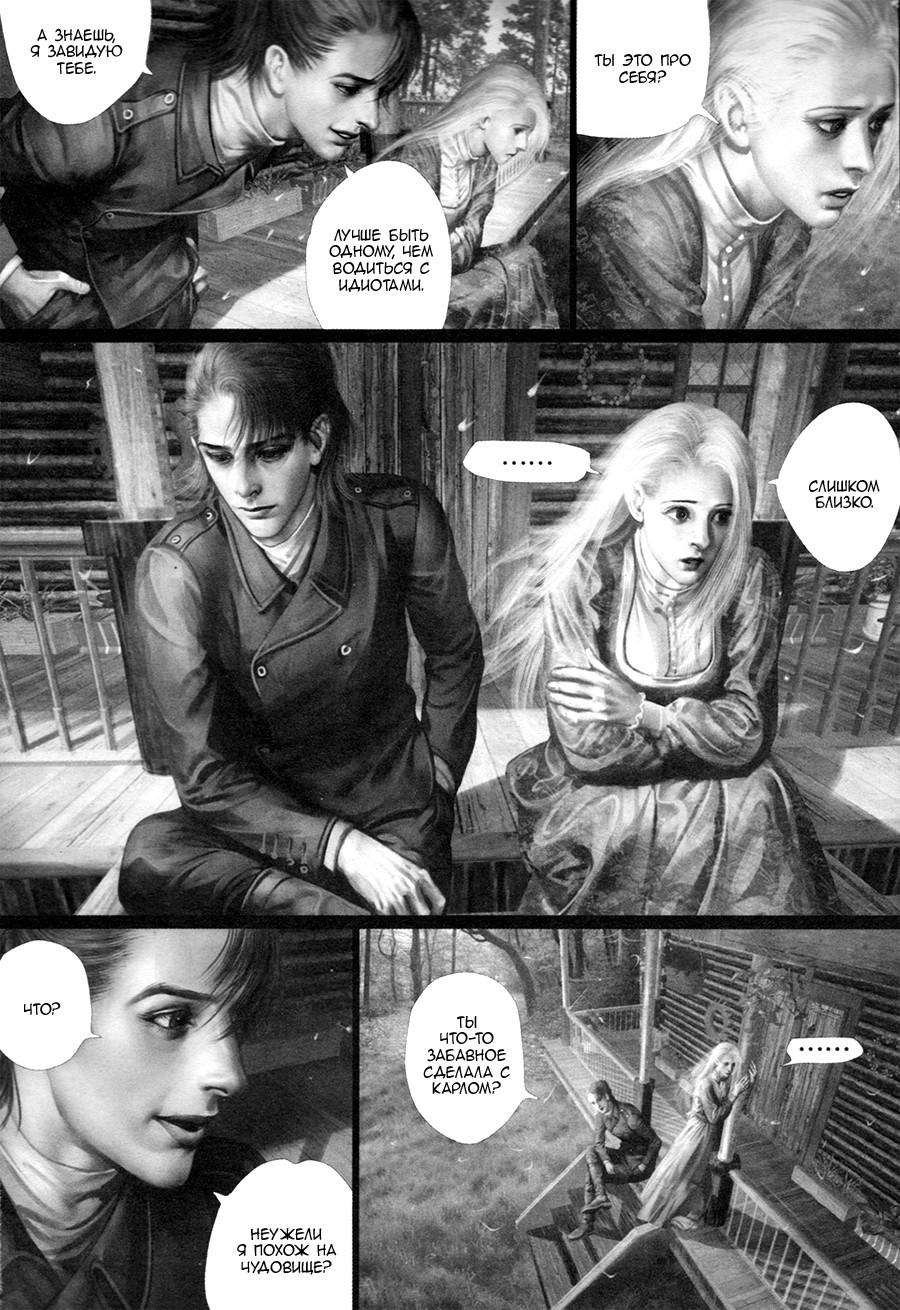 А ЗНАЕШЬ,
Я ЗАВИДУЮ
ТЕБЕ.
ЛУЧШЕ БЫТЬ
ОДНОМУ, ЧЕМ
ВОДИТЬСЯ С
ИДИОТАМИ.
ТЫ ЭТО ПРО
СЕБЯ?
......
СЛИШКОМ
БЛИЗКО.
ЧТО?
НЕУЖЕЛИ
Я ПОХОЖ НА
ЧУДОВИЩЕ?
ТЫ
ЧТО-ТО
ЗАБАВНОЕ
СДЕЛАЛА С
КАРЛОМ?
......